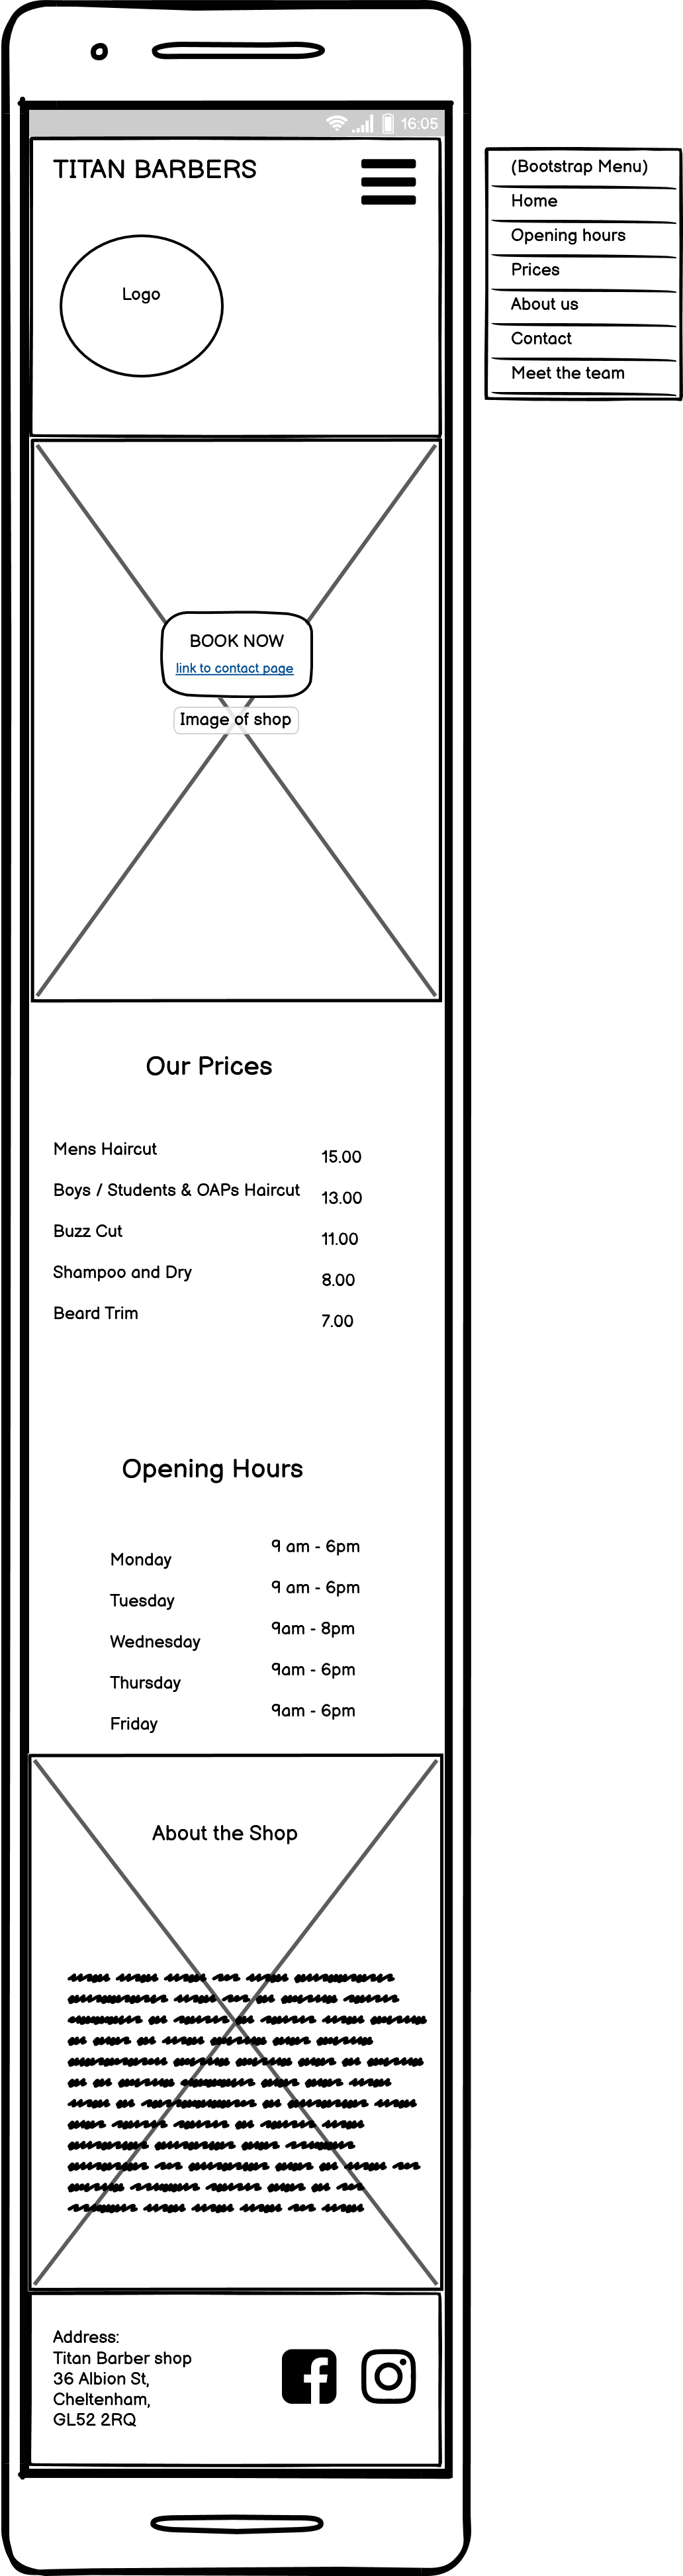 16:05
TITAN BARBERS
Logo
(Bootstrap Menu)
Home
Opening hours
Prices
About us
Contact
Meet the team
BOOK NOW
link to contact page
Image of shop
Our Prices
Mens Haircut 15.00
Boys / Students & OAPs Haircut 13.00
Buzz Cut 11.00
Shampoo and Dry 8.00
Beard Trim 7.00
Opening Hours
Monday 9 am - 6pm
Tuesday 9 am - 6pm
Wednesday 9am - 8pm
Thursday 9am - 6pm
Friday 9am - 6pm
About the Shop
Address:
Titan Barber shop
36 Albion St,
Cheltenham,
GL52 2RQ